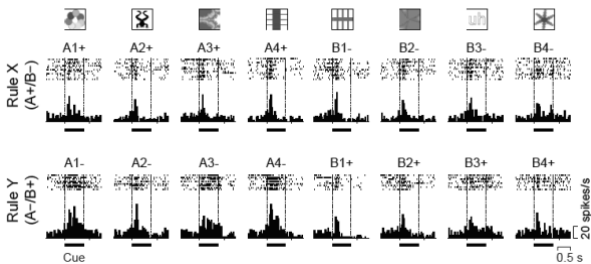 uh
A1+ A2+ A3+ A4+ B1- B2- B3- B4-
Rule X
(A+/B−)
A1- A2- A3- A4- B1+ B2+ B3+ B4+
Rule Y
(A−/B+)
20 spikes/s
Cue
0.5 s